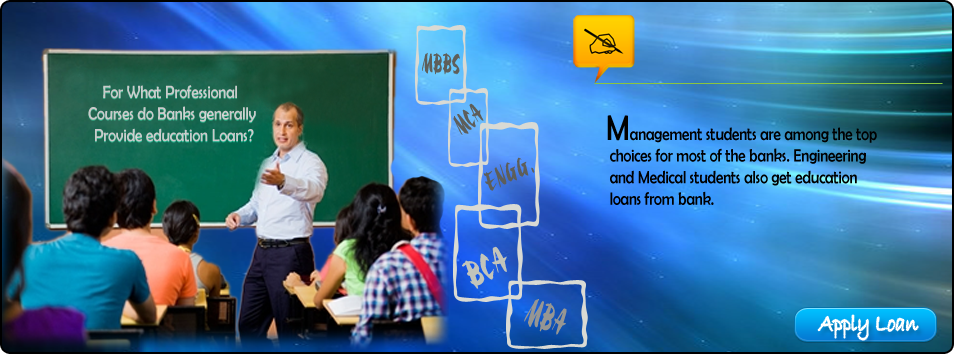 For What Professional
Courses do Banks generally
Provide education Loans?
MBBS
MCA
ENGG.
BCA
MBA
Management students are among the top
choices for most of the banks. Engineering
and Medical students also get education
loans from bank.
Apply Loan